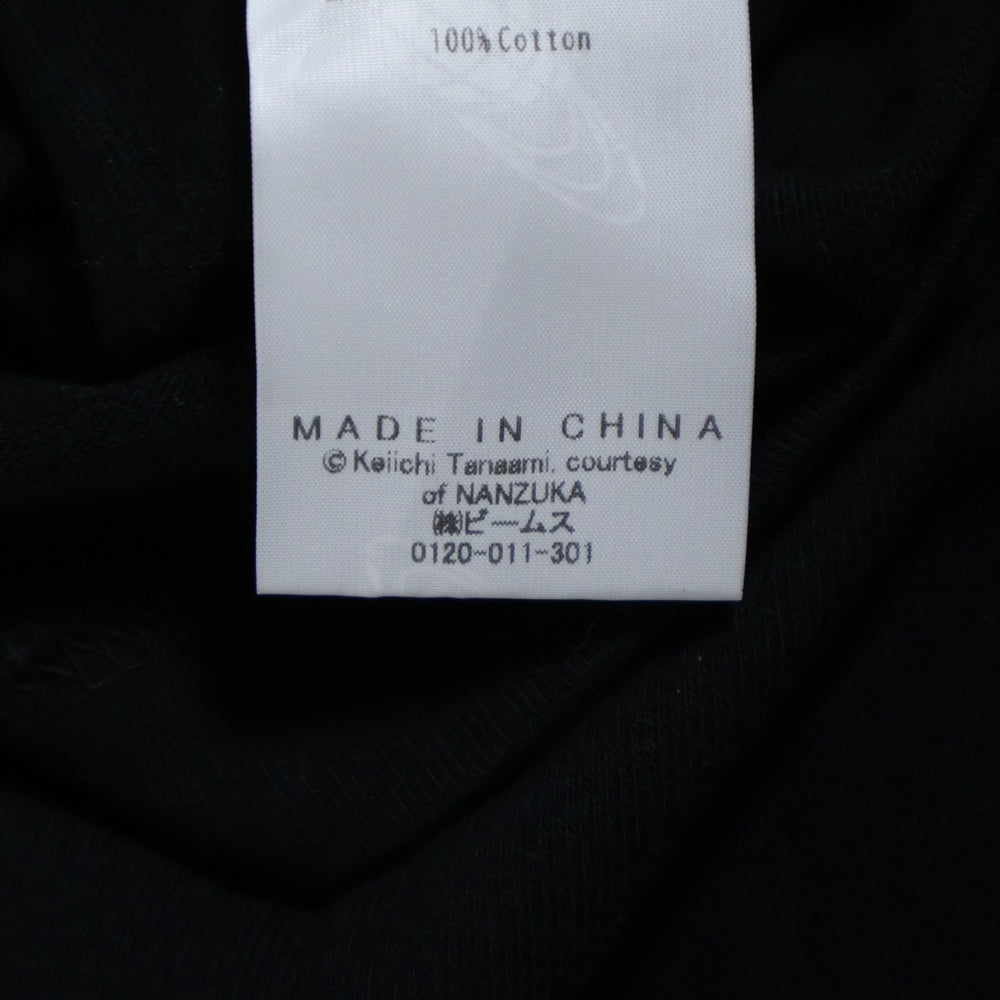 100% Cotton
MADE IN CHINA
© Keiichi Tanaami. courtesy
of NANZUKA
㈱ビームス
0120-011-301